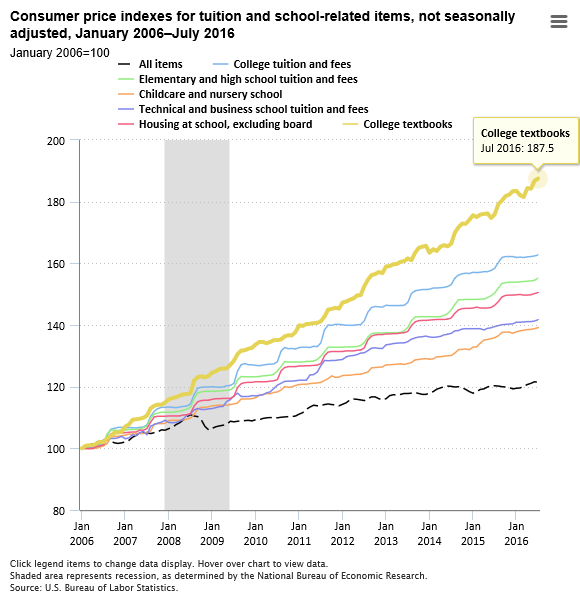 Consumer price indexes for tuition and school-related items, not seasonally
adjusted, January 2006–July 2016
January 2006=100
All items College tuition and fees
Elementary and high school tuition and fees
Childcare and nursery school
Technical and business school tuition and fees
Housing at school, excluding board College textbooks
College textbooks
Jul 2016: 187.5
200
180
160
140
120
100
80
Jan Jan Jan Jan Jan Jan Jan Jan Jan Jan Jan
2006 2007 2008 2009 2010 2011 2012 2013 2014 2015 2016
Click legend items to change data display. Hover over chart to view data.
Shaded area represents recession, as determined by the National Bureau of Economic Research.
Source: U.S. Bureau of Labor Statistics.